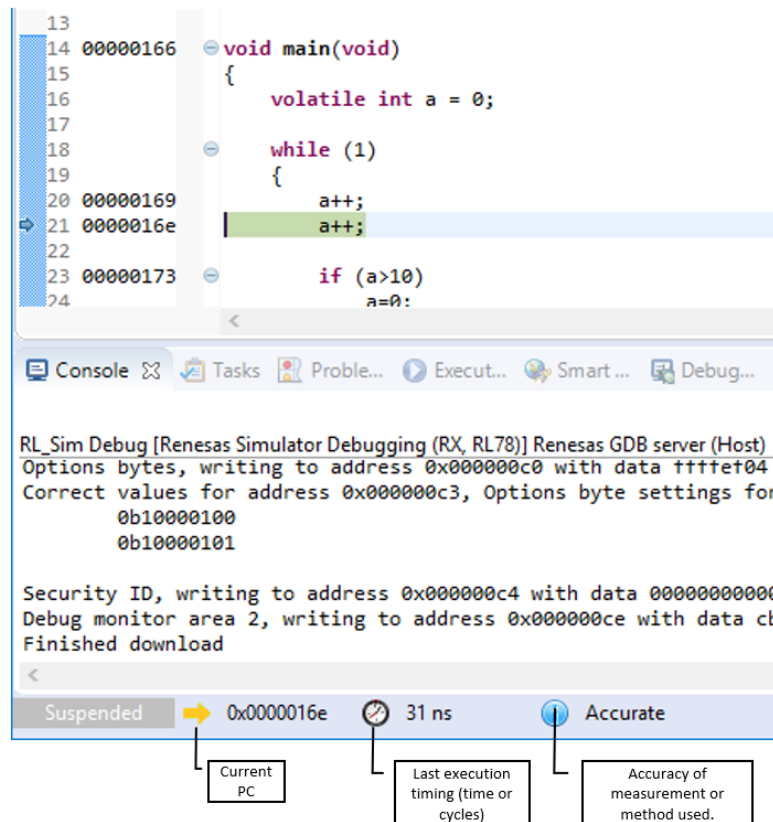 13
14 00000166 void main(void)
15 {
16 volatile int a = 0;
17
18 while (1)
19 {
20 00000169 a++;
21 0000016e a++;
22
23 00000173 if (a>10)
24 a=0;
Console Tasks Proble... Execut... Smart ... Debug...
RL_Sim Debug [Renesas Simulator Debugging (RX, RL78)] Renesas GDB server (Host)
Options bytes, writing to address 0x000000c0 with data ffffef04
Correct values for address 0x000000c3, Options byte settings for
0b10000100
0b10000101
Security ID, writing to address 0x000000c4 with data 00000000000
Debug monitor area 2, writing to address 0x000000ce with data cb
Finished download
Suspended 0x0000016e 31 ns Accurate
Current
PC
Last execution
timing (time or
cycles)
Accuracy of
measurement or
method used.